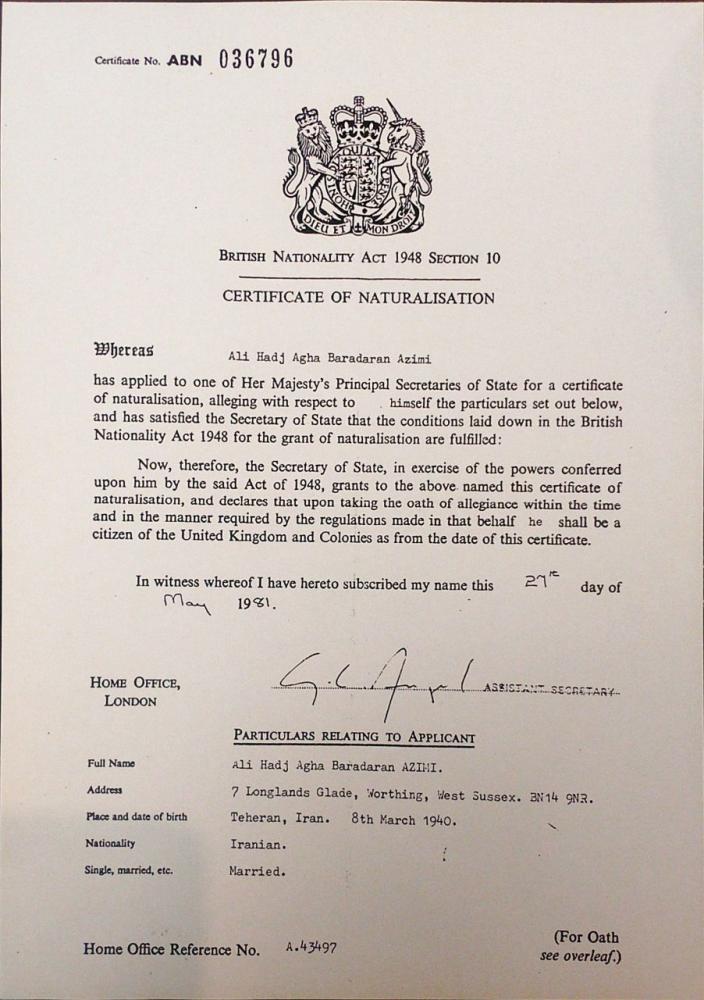 Certificate No. ABN 036796
HONI SOIT QUI MAL Y PENSE
DIEU ET MON DROIT
BRITISH NATIONALITY ACT 1948 SECTION 10
CERTIFICATE OF NATURALISATION
Whereas Ali Hadj Agha Baradaran Azimi
has applied to one of Her Majesty's Principal Secretaries of State for a certificate
of naturalisation, alleging with respect to himself the particulars set out below,
and has satisfied the Secretary of State that the conditions laid down in the British
Nationality Act 1948 for the grant of naturalisation are fulfilled:
Now, therefore, the Secretary of State, in exercise of the powers conferred
upon him by the said Act of 1948, grants to the above named this certificate of
naturalisation, and declares that upon taking the oath of allegiance within the time
and in the manner required by the regulations made in that behalf he shall be a
citizen of the United Kingdom and Colonies as from the date of this certificate.
In witness whereof I have hereto subscribed my name this 27th day of
May 1981.
HOME OFFICE,
LONDON
ASSISTANT SECRETARY
PARTICULARS RELATING TO APPLICANT
Full Name Ali Hadj Agha Baradaran AZIMI.
Address 7 Longlands Glade, Worthing, West Sussex. BN14 9NR.
Place and date of birth Teheran, Iran. 8th March 1940.
Nationality Iranian.
Single, married, etc. Married.
Home Office Reference No. A.43497
(For Oath
see overleaf.)